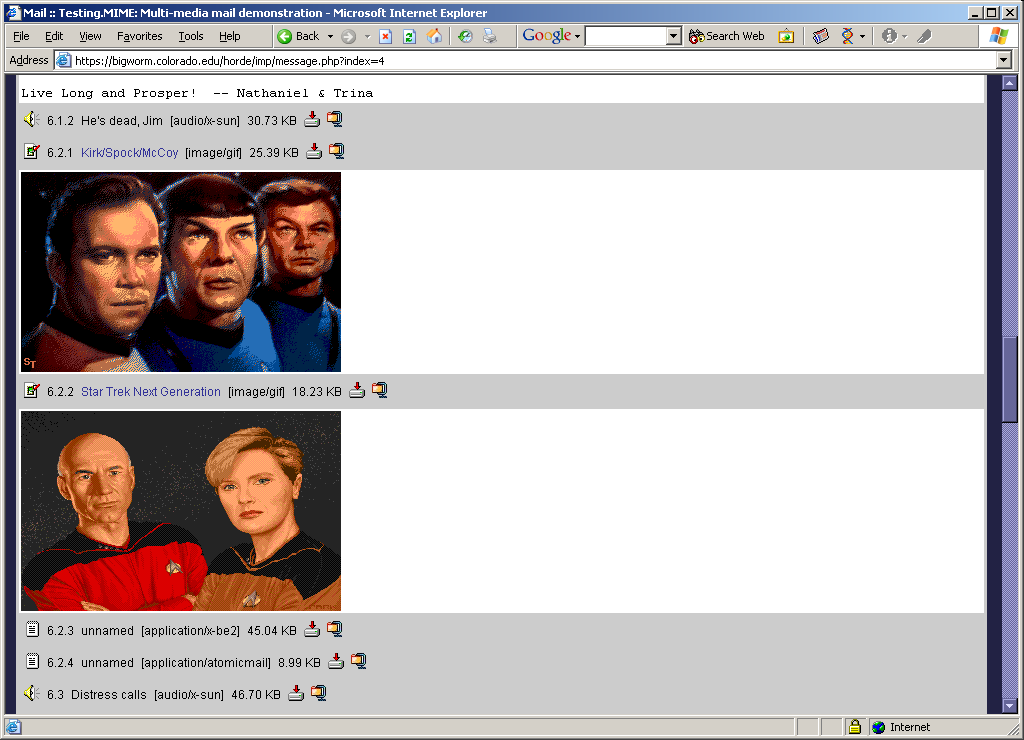 Mail :: Testing.MIME: Multi-media mail demonstration - Microsoft Internet Explorer
File Edit View Favorites Tools Help Back Google Search Web
Address https://bigworm.colorado.edu/horde/imp/message.php?index=4
Live Long and Prosper!  -- Nathaniel & Trina
6.1.2 He's dead, Jim [audio/x-sun] 30.73 KB
6.2.1 Kirk/Spock/McCoy [image/gif] 25.39 KB
ST
6.2.2 Star Trek Next Generation [image/gif] 18.23 KB
6.2.3 unnamed [application/x-be2] 45.04 KB
6.2.4 unnamed [application/atomicmail] 8.99 KB
6.3 Distress calls [audio/x-sun] 46.70 KB
Internet